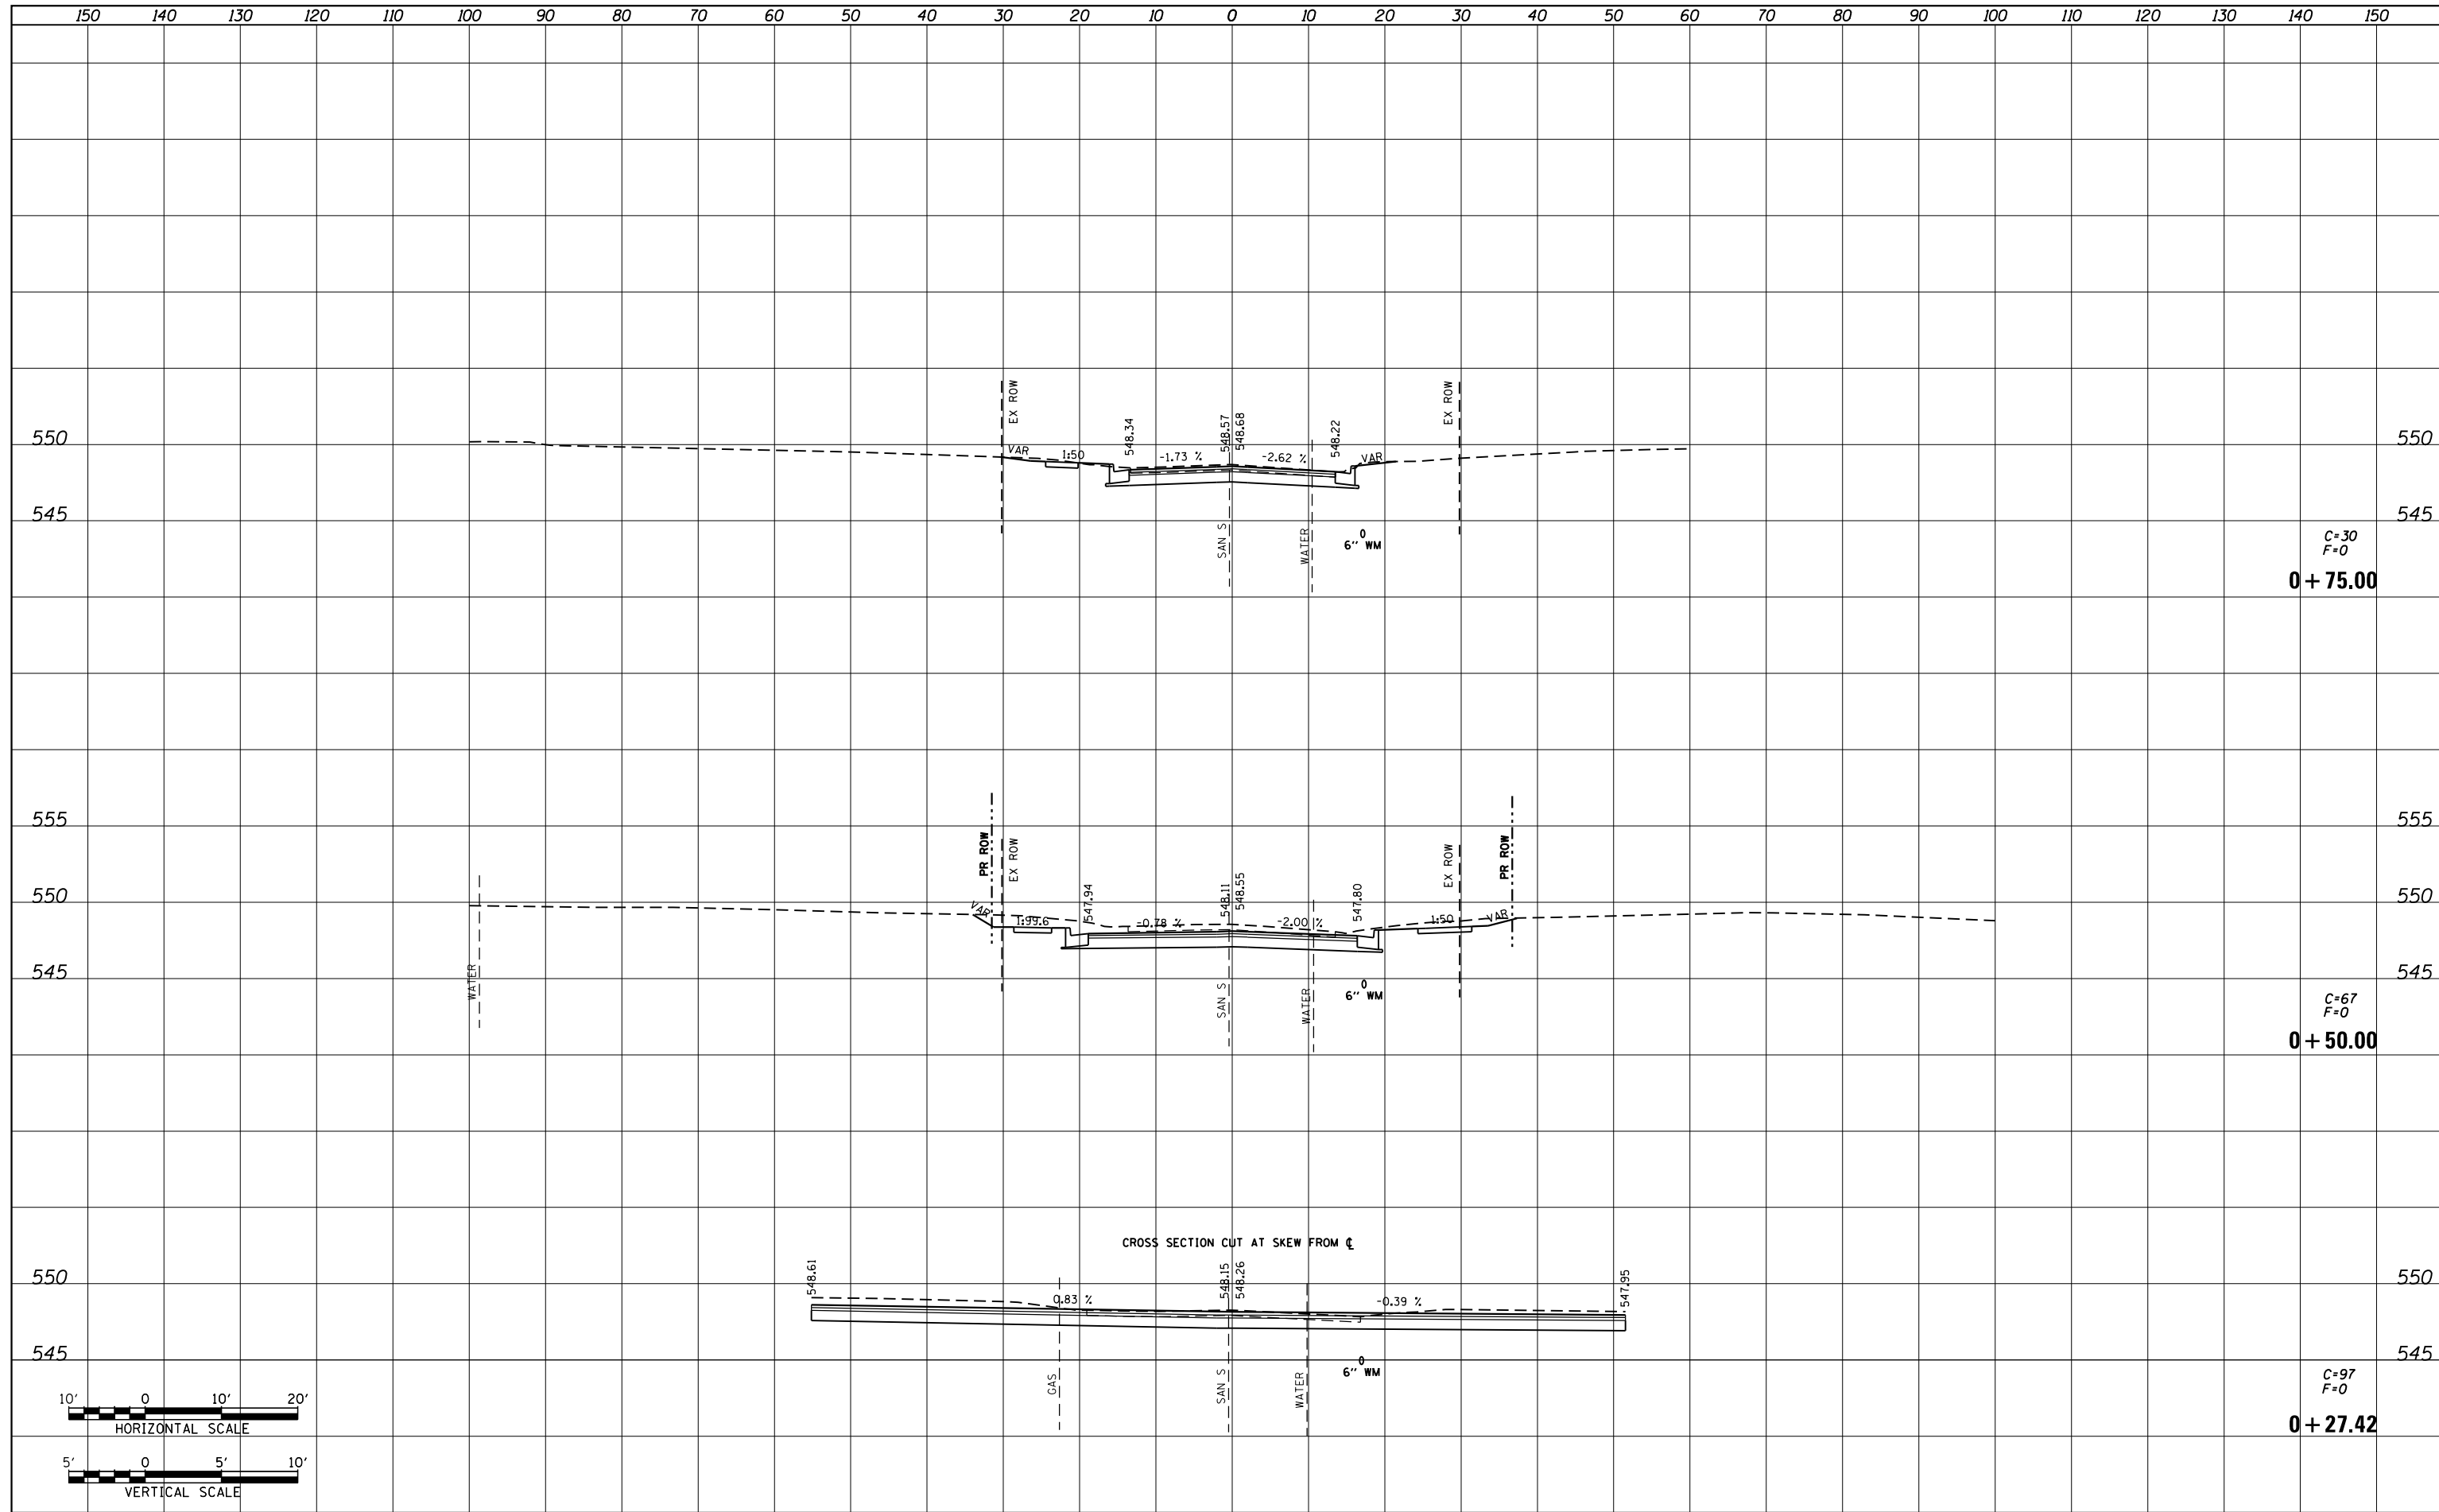 150 140 130 120 110 100 90 80 70 60 50 40 30 20 10 0 10 20 30 40 50 60 70 80 90 100 110 120 130 140 150
EX ROW
EX ROW
548.34
548.57
548.68
548.22
550
550
VAR
1:50
-1.73 %
-2.62 %
VAR
545
545
SAN S
WATER
0
6'' WM
C=30
F=0
0+75.00
555
555
PR ROW
EX ROW
EX ROW
PR ROW
547.94
548.11
548.55
547.80
550
550
VAR
1:99.6
-0.78 %
-2.00 %
1:50
VAR
545
545
WATER
SAN S
WATER
0
6'' WM
C=67
F=0
0+50.00
CROSS SECTION CUT AT SKEW FROM ℄
548.61
548.15
548.26
547.95
550
550
0.83 %
-0.39 %
545
545
GAS
SAN S
WATER
0
6'' WM
C=97
F=0
0+27.42
10' 0 10' 20'
HORIZONTAL SCALE
5' 0 5' 10'
VERTICAL SCALE